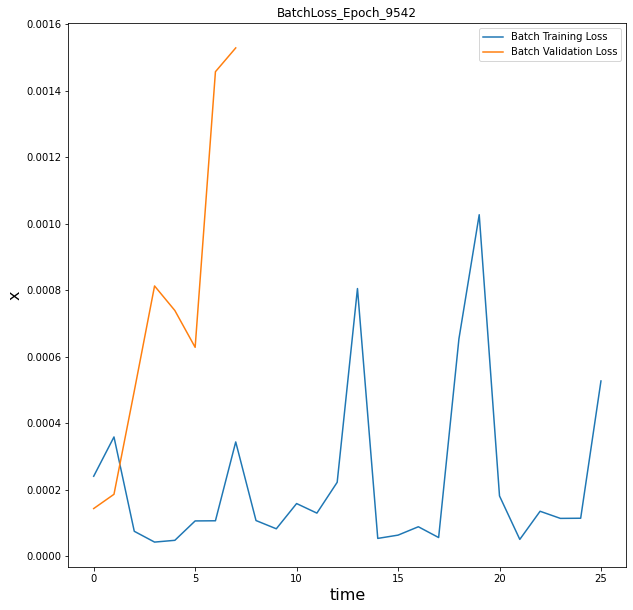 BatchLoss_Epoch_9542
Batch Training Loss
Batch Validation Loss
0.0016
0.0014
0.0012
0.0010
0.0008
0.0006
0.0004
0.0002
0.0000
x
0 5 10 15 20 25
time